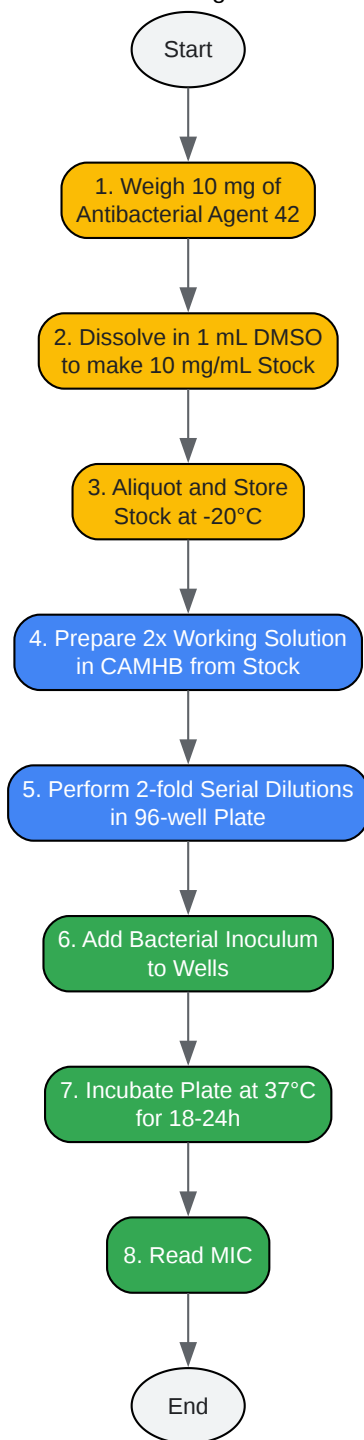 Start
1. Weigh 10 mg of
Antibacterial Agent 42
2. Dissolve in 1 mL DMSO
to make 10 mg/mL Stock
3. Aliquot and Store
Stock at -20°C
4. Prepare 2x Working Solution
in CAMHB from Stock
5. Perform 2-fold Serial Dilutions
in 96-well Plate
6. Add Bacterial Inoculum
to Wells
7. Incubate Plate at 37°C
for 18-24h
8. Read MIC
End